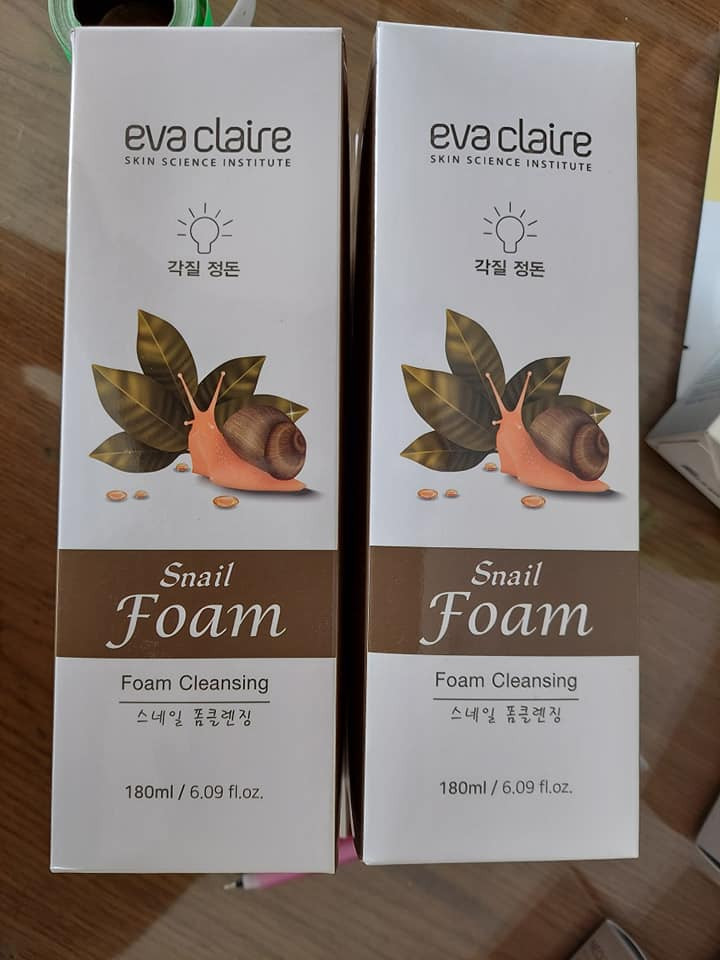 eva claire
SKIN SCIENCE INSTITUTE
각질 정돈
Snail
Foam
Foam Cleansing
스네일 폼클렌징
180ml / 6.09 fl.oz.
eva claire
SKIN SCIENCE INSTITUTE
각질 정돈
Snail
Foam
Foam Cleansing
스네일 폼클렌징
180ml / 6.09 fl.oz.